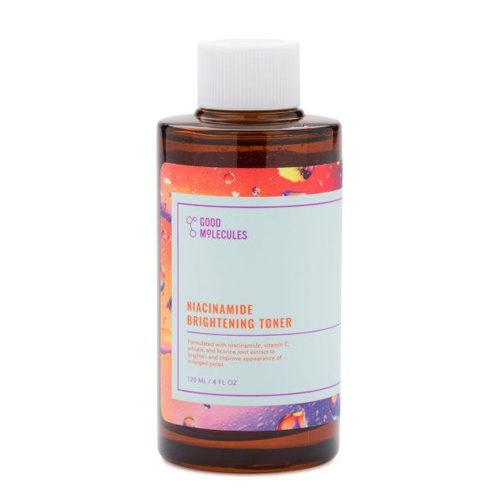 GOOD
MOLECULES
NIACINAMIDE
BRIGHTENING TONER
Formulated with niacinamide, vitamin C,
arbutin, and licorice root extract to
brighten and improve appearance of
enlarged pores
120 ML / 4 FL OZ